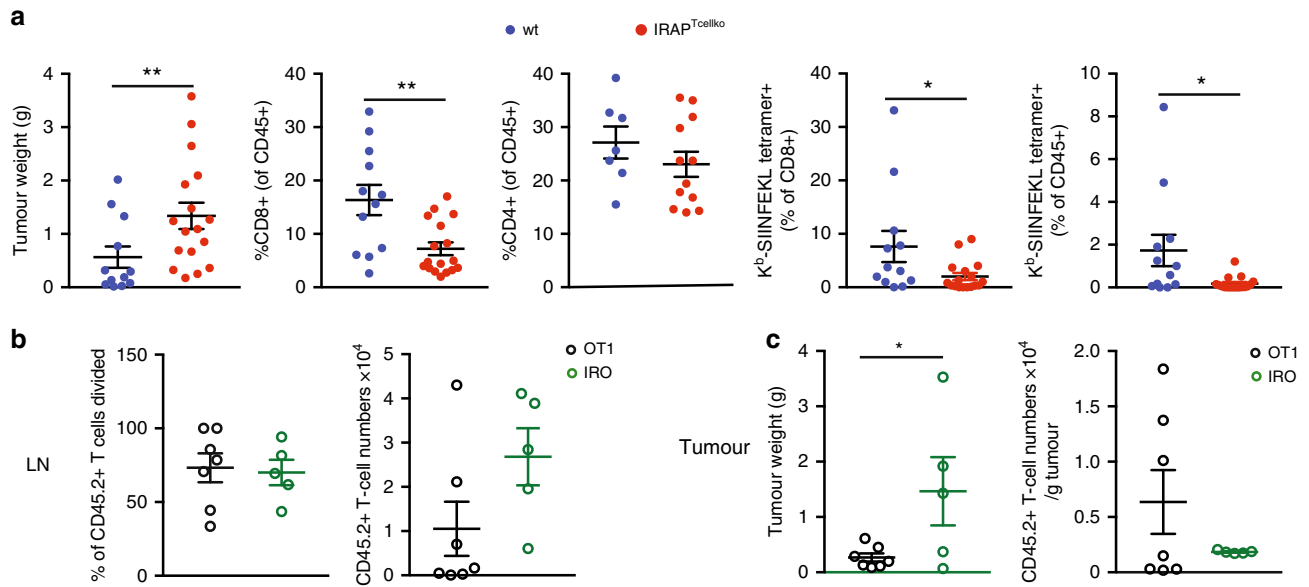 a
wt
IRAP^Tcellko
Tumour weight (g)
4
3
2
1
0
**
%CD8+ (of CD45+)
40
30
20
10
0
**
%CD4+ (of CD45+)
40
30
20
10
0
K^b-SIINFEKL tetramer+
(% of CD8+)
40
30
20
10
0
*
K^b-SIINFEKL tetramer+
(% of CD45+)
10
8
6
4
2
0
*
b
LN
% of CD45.2+ T cells divided
150
100
50
0
CD45.2+ T-cell numbers ×10^4
5
4
3
2
1
0
OT1
IRO
c
Tumour
Tumour weight (g)
4
3
2
1
0
*
CD45.2+ T-cell numbers ×10^4
/g tumour
2.0
1.5
1.0
0.5
0.0
OT1
IRO